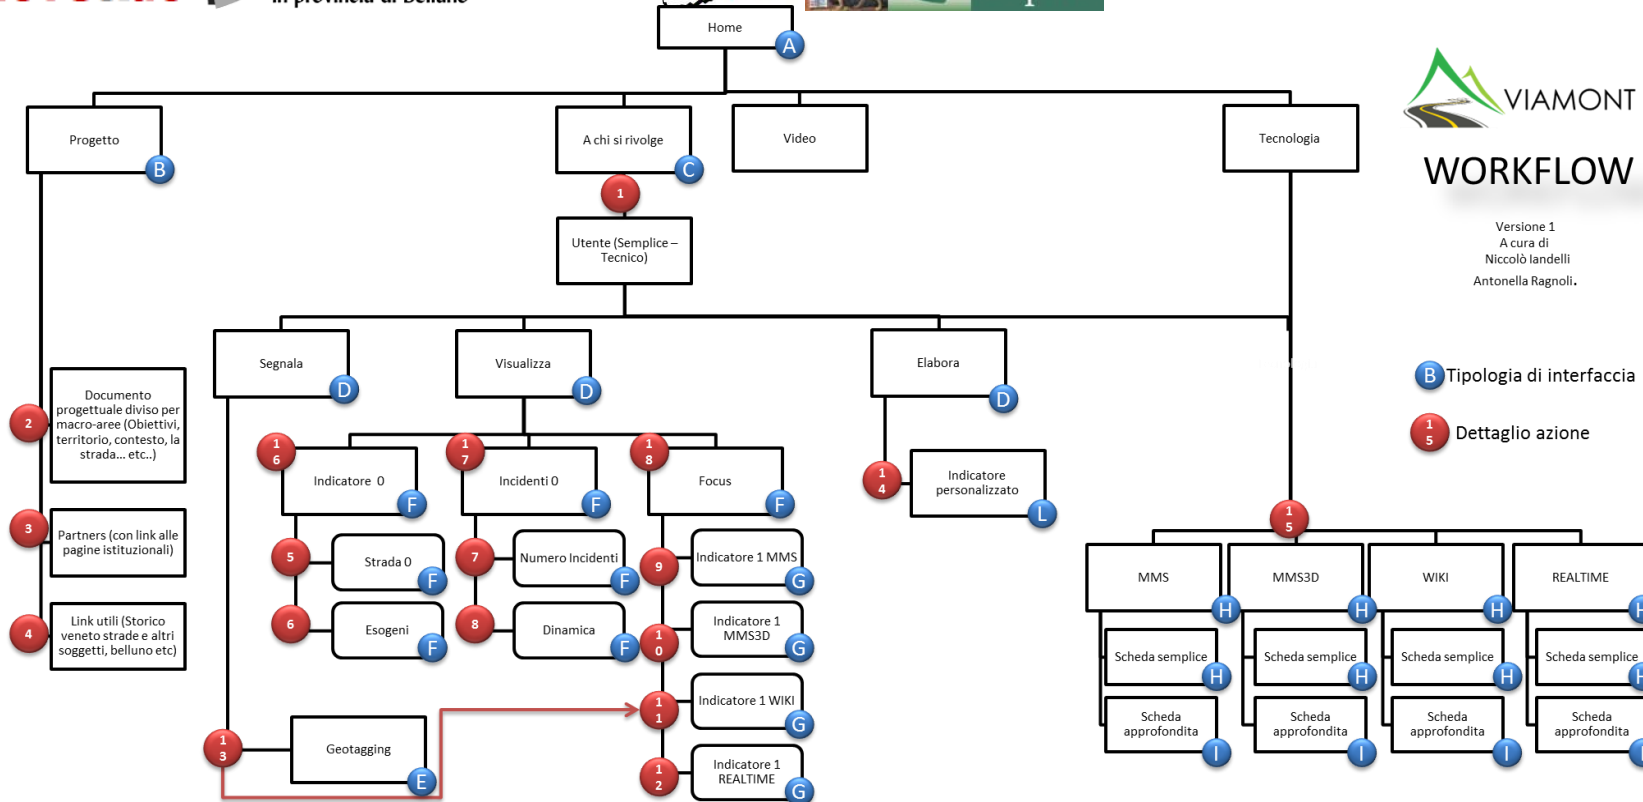 in provincia di Belluno
Home
A
VIAMONT
WORKFLOW
Versione 1
A cura di
Niccolò Iandelli
Antonella Ragnoli.
B Tipologia di interfaccia
1
5
Dettaglio azione
Progetto
B
A chi si rivolge
C
Video
Tecnologia
1
Utente (Semplice –
Tecnico)
Segnala
D
Visualizza
D
Elabora
D
2
Documento
progettuale diviso per
macro-aree (Obiettivi,
territorio, contesto, la
strada... etc..)
3
Partners (con link alle
pagine istituzionali)
4
Link utili (Storico
veneto strade e altri
soggetti, belluno etc)
1
6
Indicatore 0
F
1
7
Incidenti 0
F
1
8
Focus
F
1
4
Indicatore
personalizzato
L
5
Strada 0
F
6
Esogeni
F
7
Numero Incidenti
F
8
Dinamica
F
9
Indicatore 1 MMS
G
1
0
Indicatore 1
MMS3D
G
1
1
Indicatore 1 WIKI
G
1
2
Indicatore 1
REALTIME
G
1
3
Geotagging
E
1
5
MMS
H
MMS3D
H
WIKI
H
REALTIME
H
Scheda semplice
H
Scheda semplice
H
Scheda semplice
H
Scheda semplice
H
Scheda
approfondita
I
Scheda
approfondita
I
Scheda
approfondita
I
Scheda
approfondita